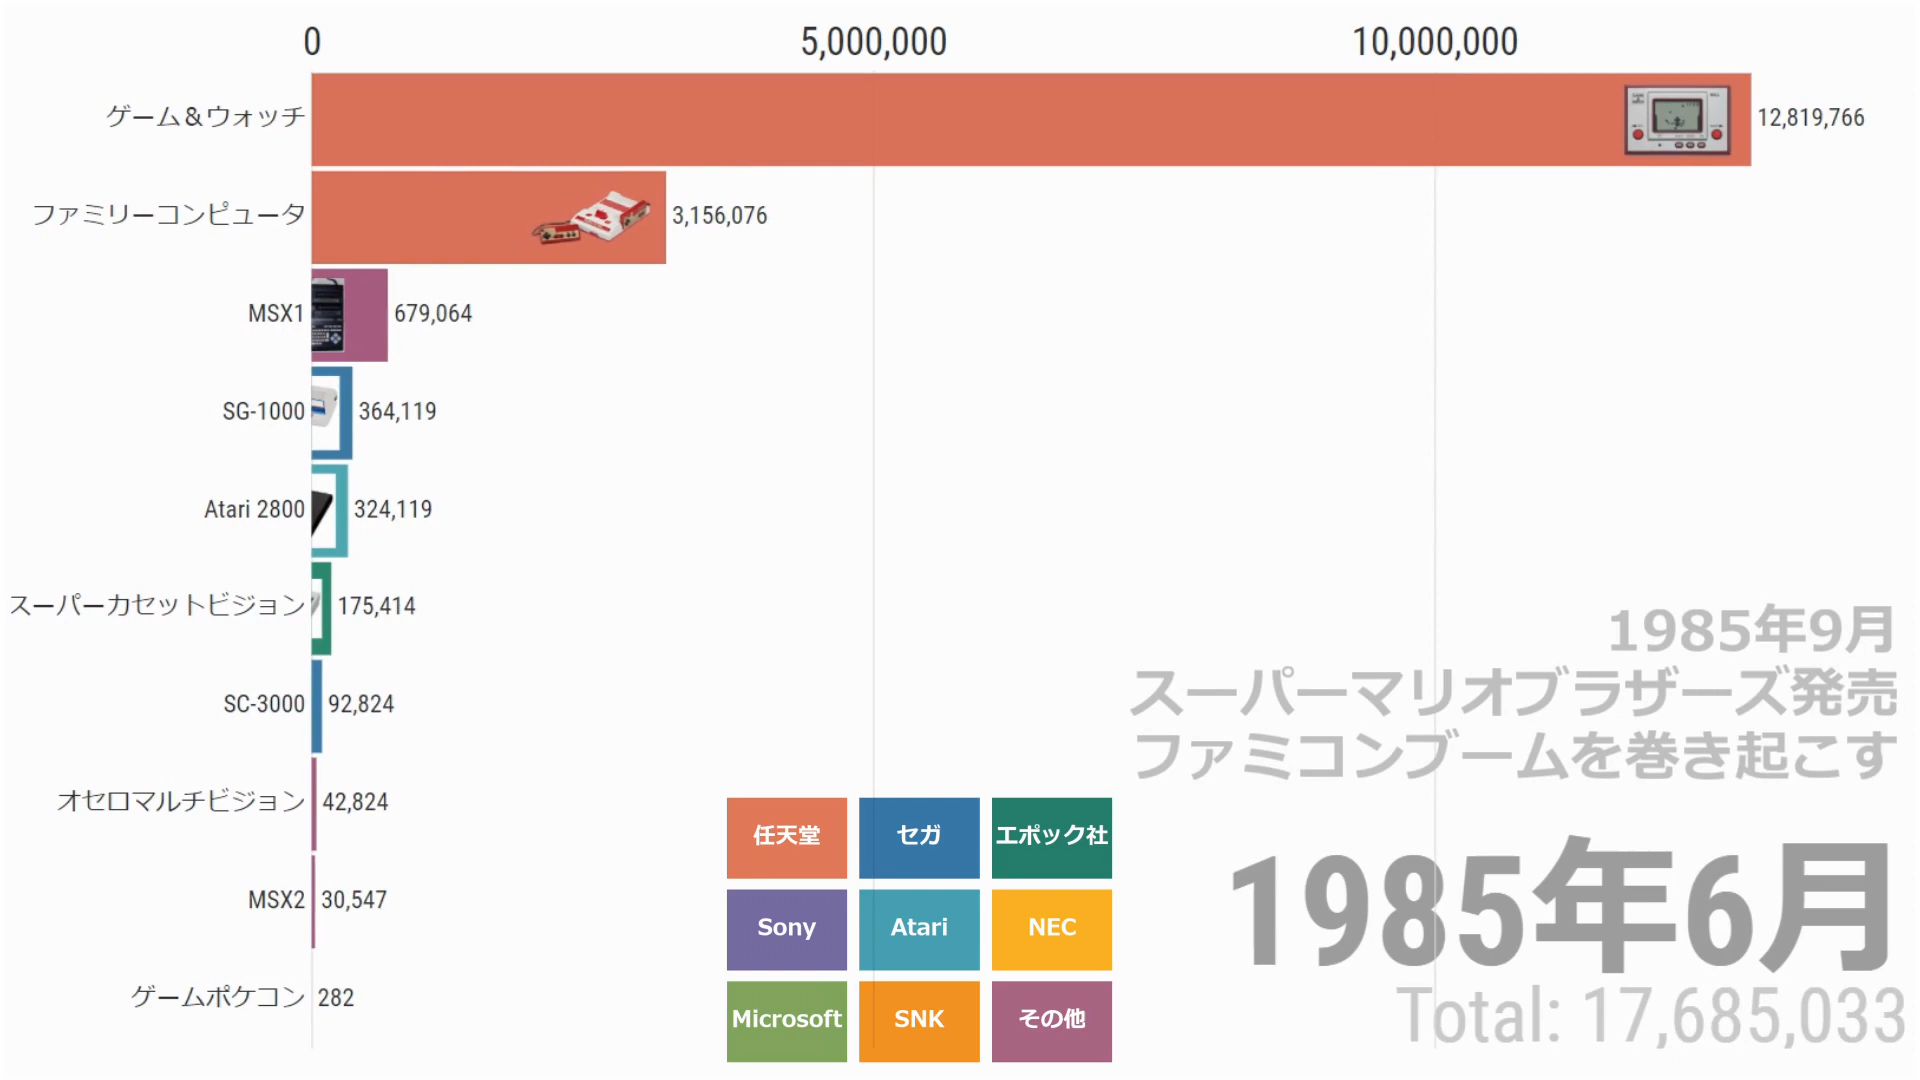 0 5,000,000 10,000,000
ゲーム＆ウォッチ 12,819,766
ファミリーコンピュータ 3,156,076
MSX1 679,064
SG-1000 364,119
Atari 2800 324,119
スーパーカセットビジョン 175,414
SC-3000 92,824
オセロマルチビジョン 42,824
MSX2 30,547
ゲームポケコン 282
1985年9月
スーパーマリオブラザーズ発売
ファミコンブームを巻き起こす
任天堂 セガ エポック社
Sony Atari NEC
Microsoft SNK その他
1985年6月
Total: 17,685,033